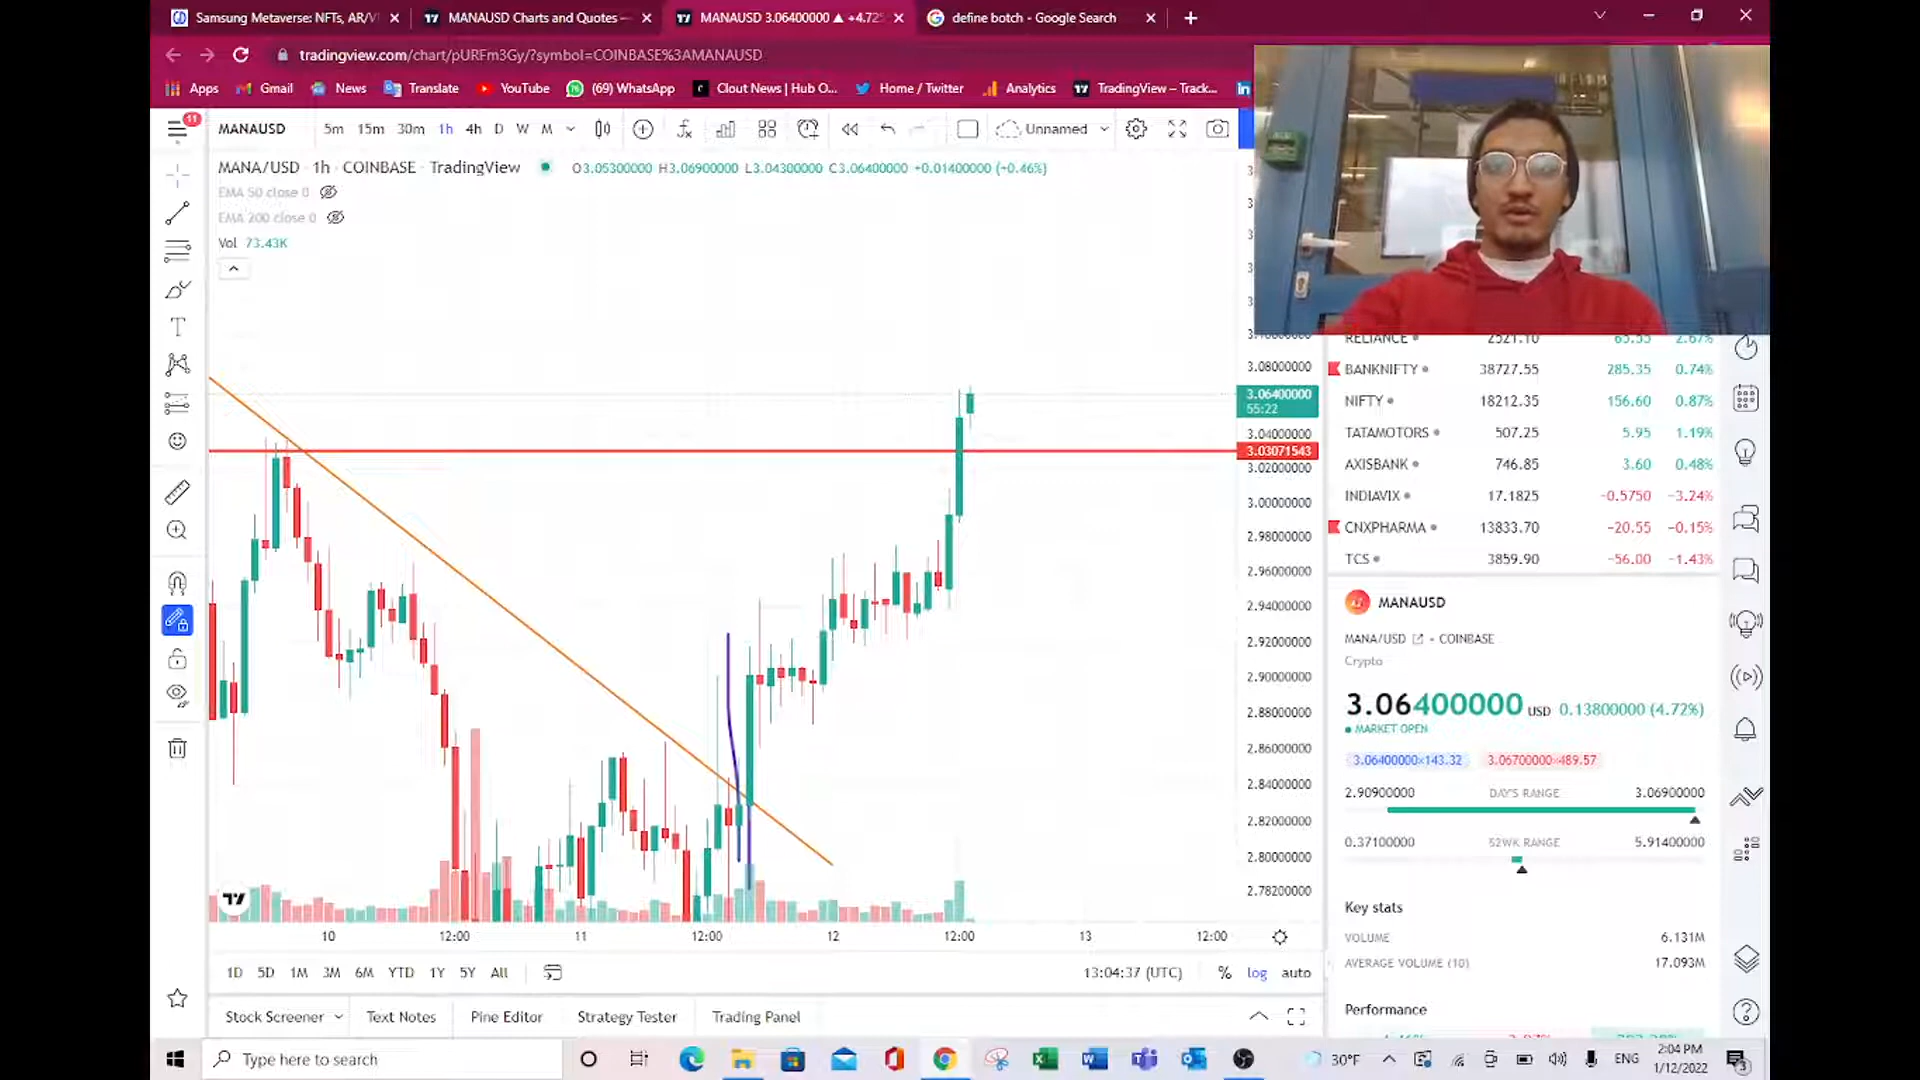 Samsung Metaverse: NFTs, AR/V
MANAUSD Charts and Quotes —
MANAUSD 3.06400000 ▲ +4.72
define botch - Google Search
tradingview.com/chart/pURFm3Gy/?symbol=COINBASE%3AMANAUSD
Apps Gmail News Translate YouTube (69) WhatsApp Clout News | Hub O... Home / Twitter Analytics TradingView – Track...
11
MANAUSD 5m 15m 30m 1h 4h D W M Unnamed
MANA/USD · 1h · COINBASE · TradingView O3.05300000 H3.06900000 L3.04300000 C3.06400000 +0.01400000 (+0.46%)
EMA 50 close 0
EMA 200 close 0
Vol 73.43K
3.08000000
3.06400000
55:22
3.04000000
3.03071543
3.02000000
3.00000000
2.98000000
2.96000000
2.94000000
2.92000000
2.90000000
2.88000000
2.86000000
2.84000000
2.82000000
2.80000000
2.78200000
10 12:00 11 12:00 12 12:00 13 12:00
1D 5D 1M 3M 6M YTD 1Y 5Y All 13:04:37 (UTC) % log auto
Stock Screener Text Notes Pine Editor Strategy Tester Trading Panel
RELIANCE 2521.10 65.55 2.67%
BANKNIFTY 38727.55 285.35 0.74%
NIFTY 18212.35 156.60 0.87%
TATAMOTORS 507.25 5.95 1.19%
AXISBANK 746.85 3.60 0.48%
INDIAVIX 17.1825 −0.5750 −3.24%
CNXPHARMA 13833.70 −20.55 −0.15%
TCS 3859.90 −56.00 −1.43%
MANAUSD
MANA/USD • COINBASE
Crypto
3.06400000 USD 0.13800000 (4.72%)
MARKET OPEN
3.06400000×143.32 3.06700000×489.57
2.90900000 DAY'S RANGE 3.06900000
0.37100000 52WK RANGE 5.91400000
Key stats
VOLUME 6.131M
AVERAGE VOLUME (10) 17.093M
Performance
Type here to search
30°F ENG 2:04 PM
1/12/2022
3